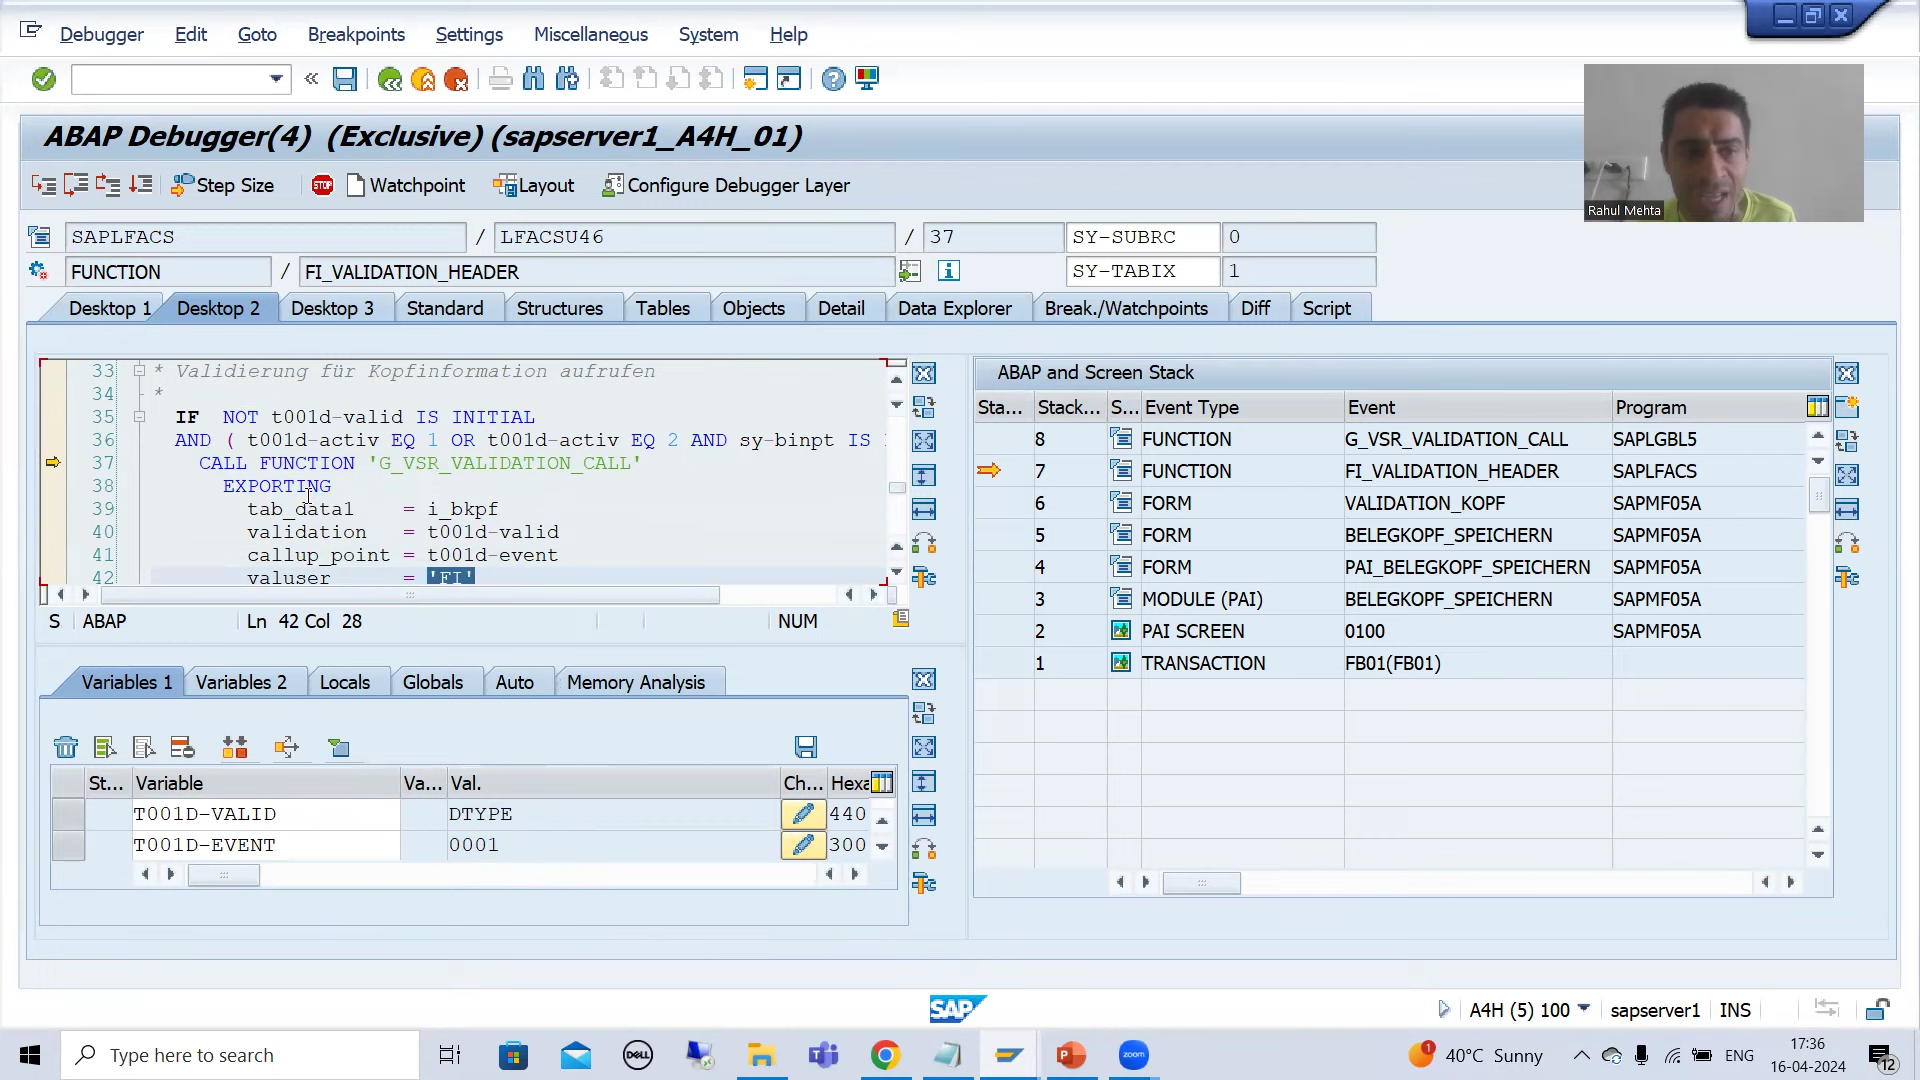 Debugger Edit Goto Breakpoints Settings Miscellaneous System Help
ABAP Debugger(4) (Exclusive) (sapserver1_A4H_01)
Rahul Mehta
Step Size STOP Watchpoint Layout Configure Debugger Layer
SAPLFACS / LFACSU46 / 37 SY-SUBRC 0
FUNCTION / FI_VALIDATION_HEADER SY-TABIX 1
Desktop 1 Desktop 2 Desktop 3 Standard Structures Tables Objects Detail Data Explorer Break./Watchpoints Diff Script
33 * Validierung für Kopfinformation aufrufen
34 *
35 IF NOT t001d-valid IS INITIAL
36 AND ( t001d-activ EQ 1 OR t001d-activ EQ 2 AND sy-binpt IS
37 CALL FUNCTION 'G_VSR_VALIDATION_CALL'
38 EXPORTING
39 tab_data1 = i_bkpf
40 validation = t001d-valid
41 callup_point = t001d-event
42 valuser = 'FI'
S ABAP Ln 42 Col 28 NUM
ABAP and Screen Stack
Sta... Stack... S... Event Type Event Program
8 FUNCTION G_VSR_VALIDATION_CALL SAPLGBL5
7 FUNCTION FI_VALIDATION_HEADER SAPLFACS
6 FORM VALIDATION_KOPF SAPMF05A
5 FORM BELEGKOPF_SPEICHERN SAPMF05A
4 FORM PAI_BELEGKOPF_SPEICHERN SAPMF05A
3 MODULE (PAI) BELEGKOPF_SPEICHERN SAPMF05A
2 PAI SCREEN 0100 SAPMF05A
1 TRANSACTION FB01(FB01)
Variables 1 Variables 2 Locals Globals Auto Memory Analysis
St... Variable Va... Val. Ch... Hexa
T001D-VALID DTYPE 440
T001D-EVENT 0001 300
SAP
A4H (5) 100 sapserver1 INS
Type here to search
DELL
zoom
1
40°C Sunny
ENG
17:36
16-04-2024
12